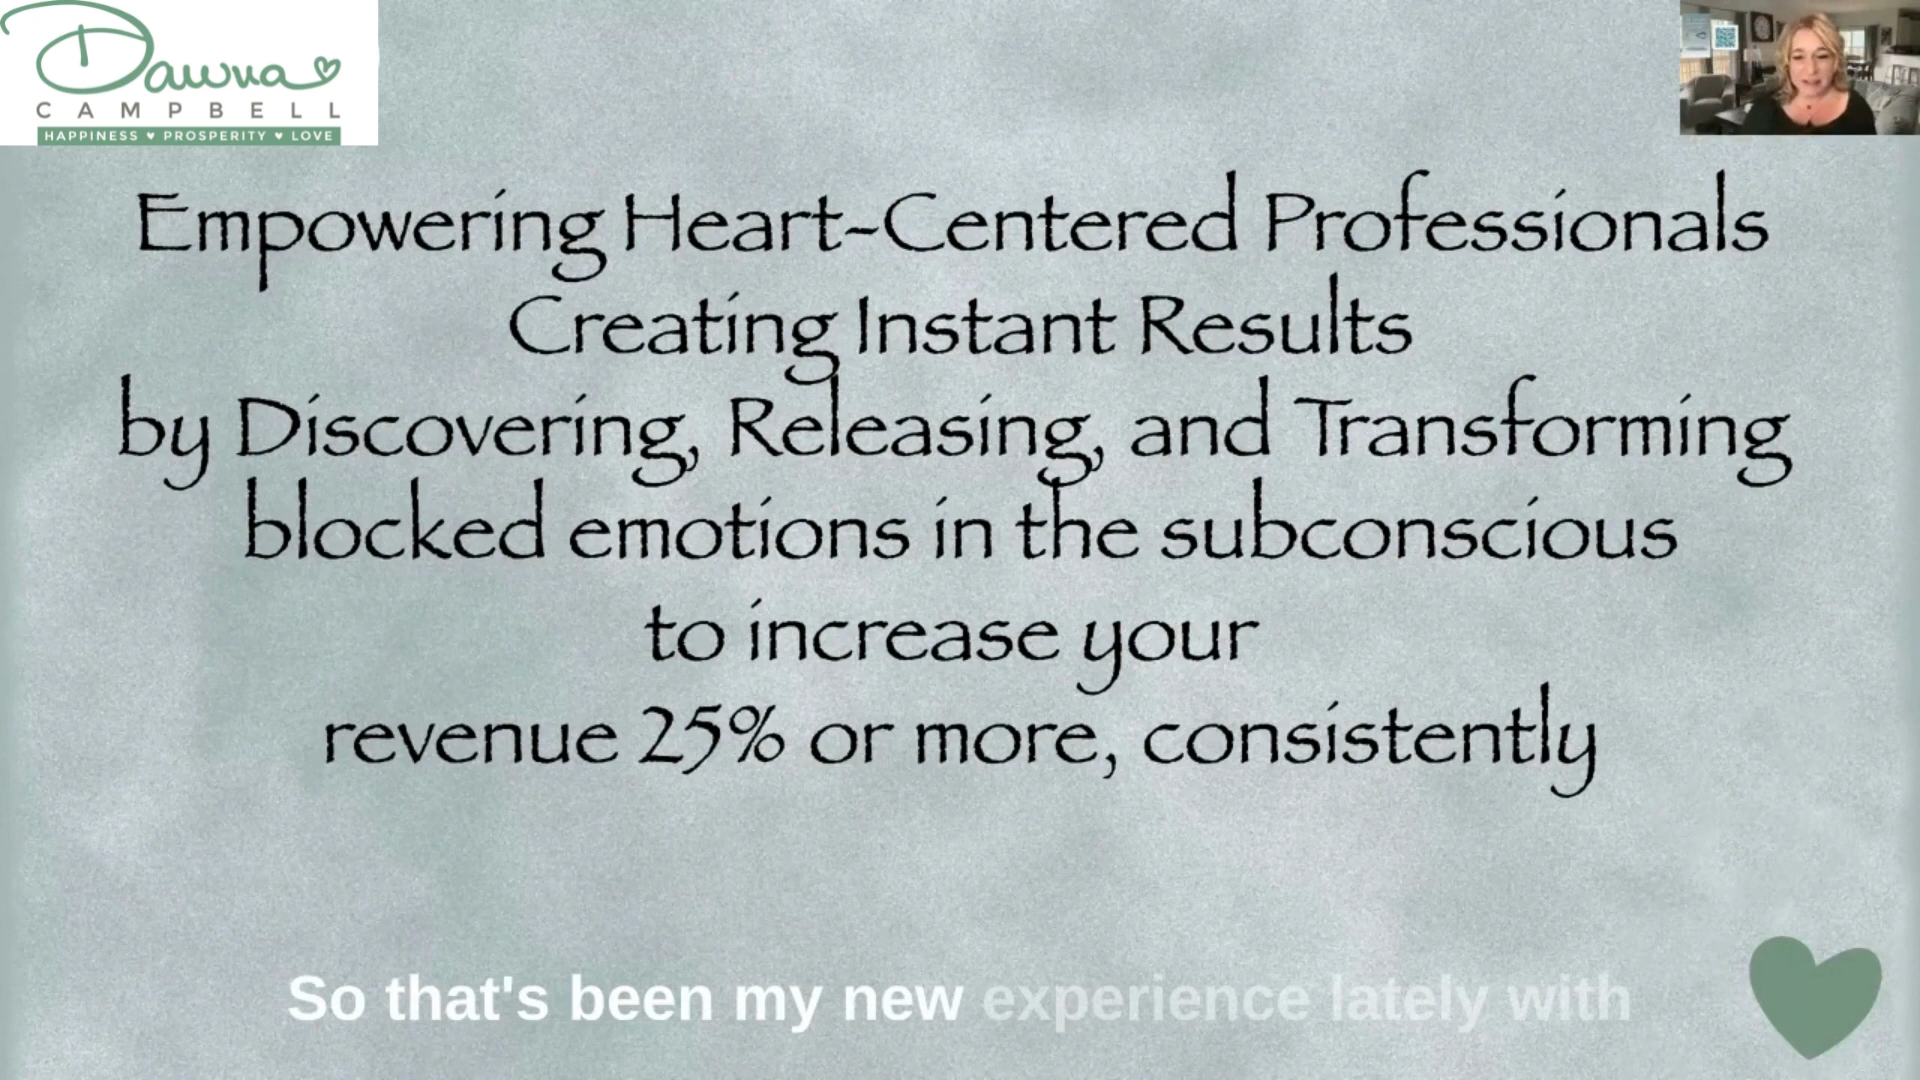 Dawna
CAMPBELL
HAPPINESS ♥ PROSPERITY ♥ LOVE
Empowering Heart-Centered Professionals
Creating Instant Results
by Discovering, Releasing, and Transforming
blocked emotions in the subconscious
to increase your
revenue 25% or more, consistently
So that's been my new experience lately with